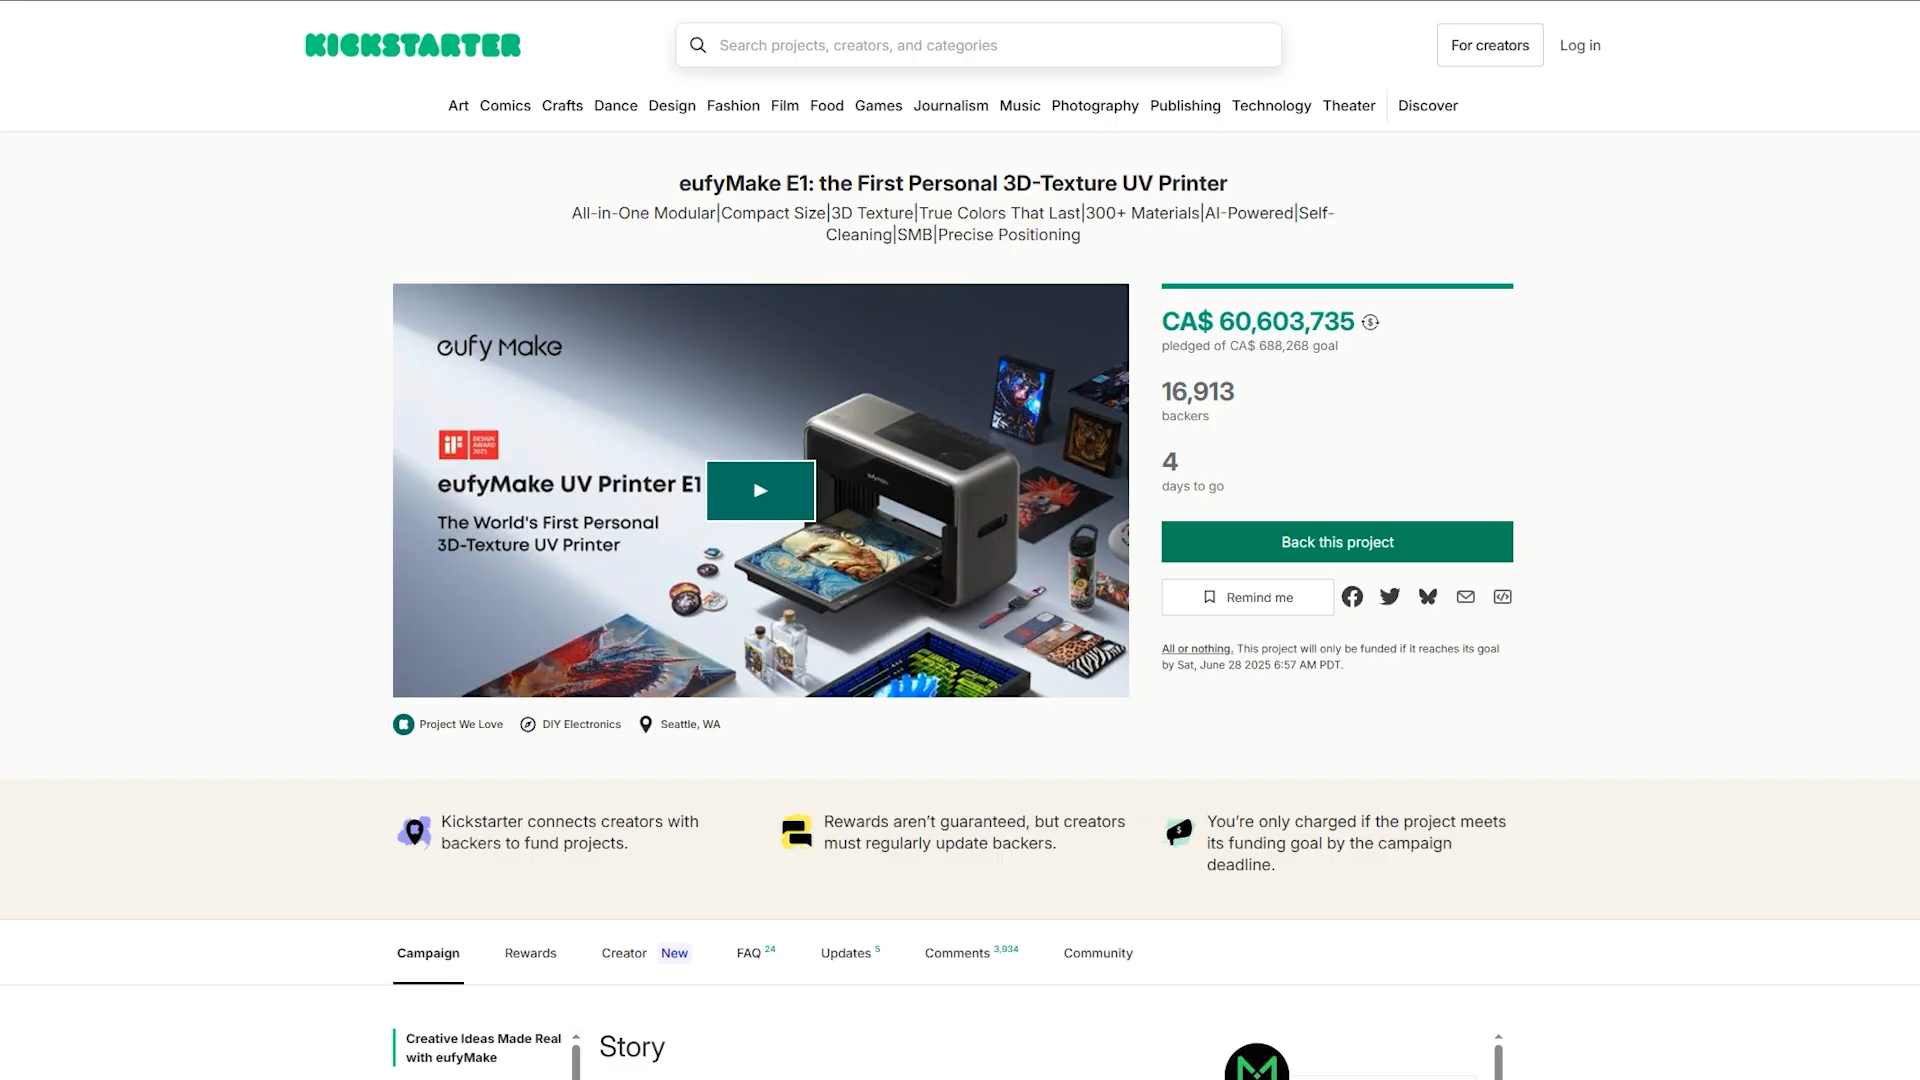 KICKSTARTER
Search projects, creators, and categories
For creators
Log in
Art Comics Crafts Dance Design Fashion Film Food Games Journalism Music Photography Publishing Technology Theater Discover
eufyMake E1: the First Personal 3D-Texture UV Printer
All-in-One Modular|Compact Size|3D Texture|True Colors That Last|300+ Materials|AI-Powered|Self-
Cleaning|SMB|Precise Positioning
eufy Make
iF DESIGN AWARD 2025
eufyMake UV Printer E1
The World's First Personal
3D-Texture UV Printer
CA$ 60,603,735
pledged of CA$ 688,268 goal
16,913
backers
4
days to go
Back this project
Remind me
All or nothing. This project will only be funded if it reaches its goal
by Sat, June 28 2025 6:57 AM PDT.
Project We Love
DIY Electronics
Seattle, WA
Kickstarter connects creators with
backers to fund projects.
Rewards aren't guaranteed, but creators
must regularly update backers.
You're only charged if the project meets
its funding goal by the campaign
deadline.
Campaign
Rewards
Creator New
FAQ 24
Updates 5
Comments 3,934
Community
Creative Ideas Made Real
with eufyMake
Story